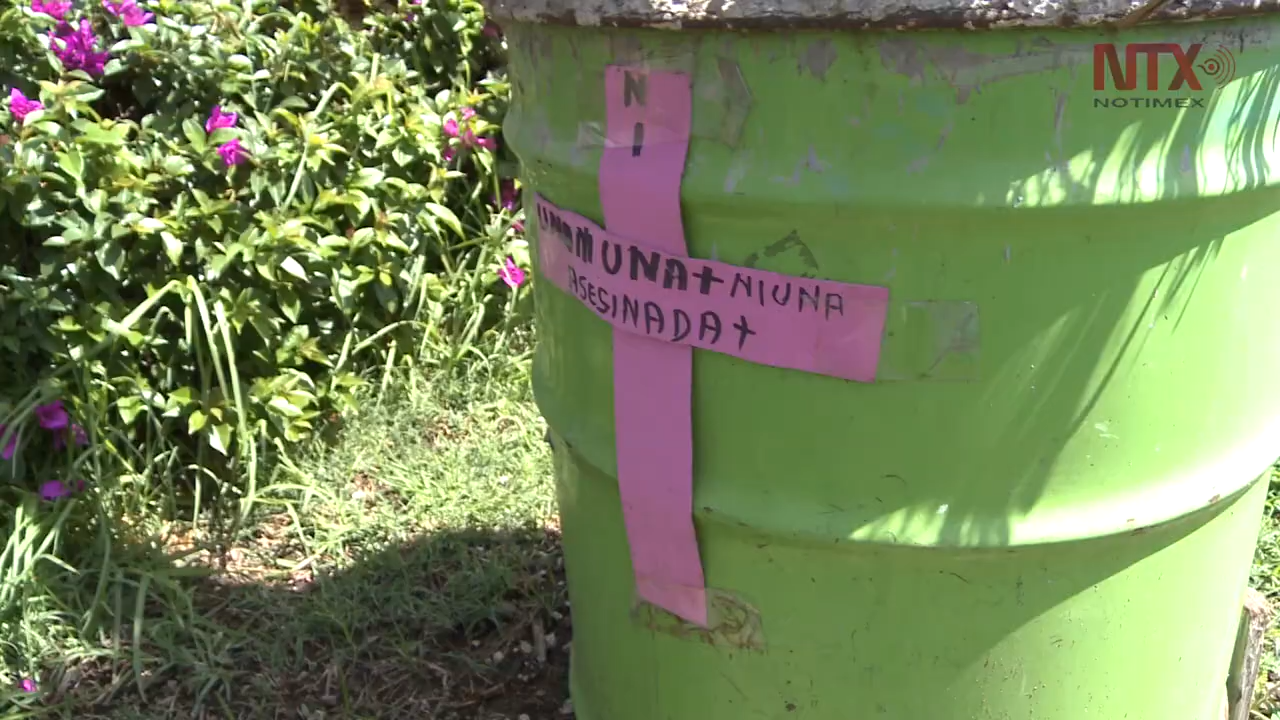 NTX
NOTIMEX
N
I
UNA+ NIUNA
ASESINADA+